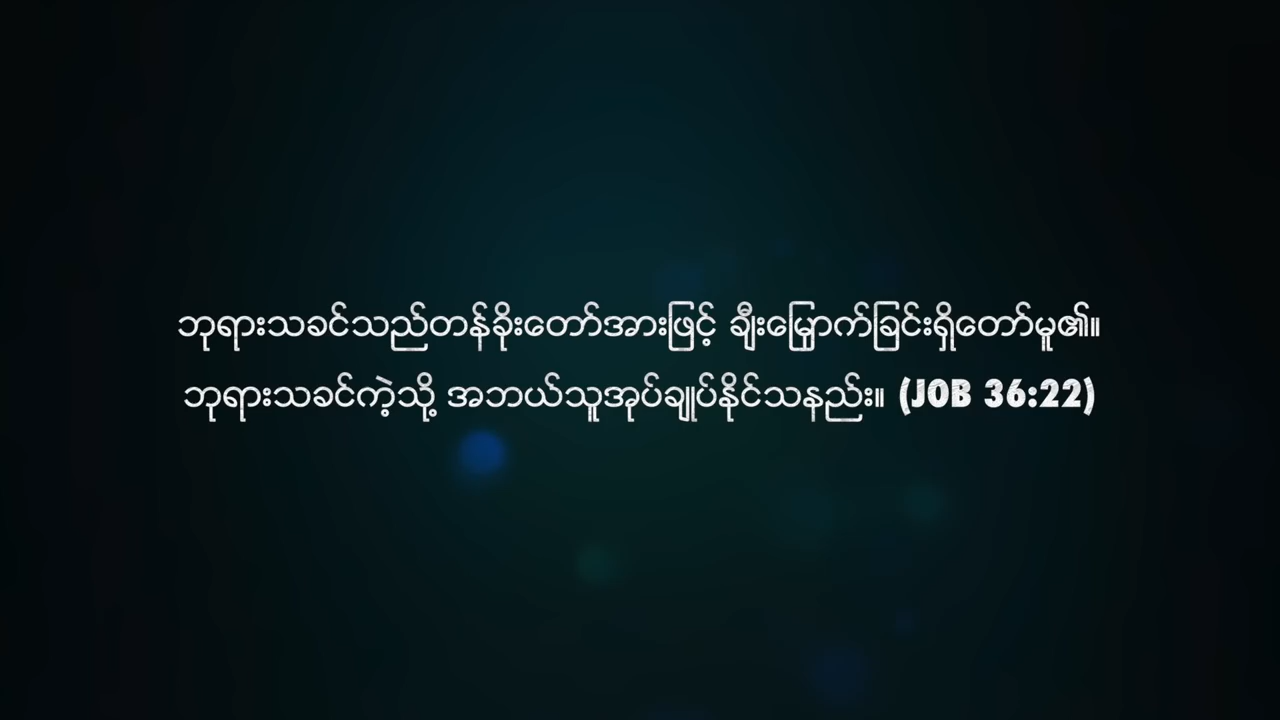 ဘုရားသခင်သည်တန်ခိုးတော်အားဖြင့် ချီးမြှောက်ခြင်းရှိတော်မူ၏။
ဘုရားသခင်ကဲ့သို့ အဘယ်သူအုပ်ချုပ်နိုင်သနည်း။ (JOB 36:22)